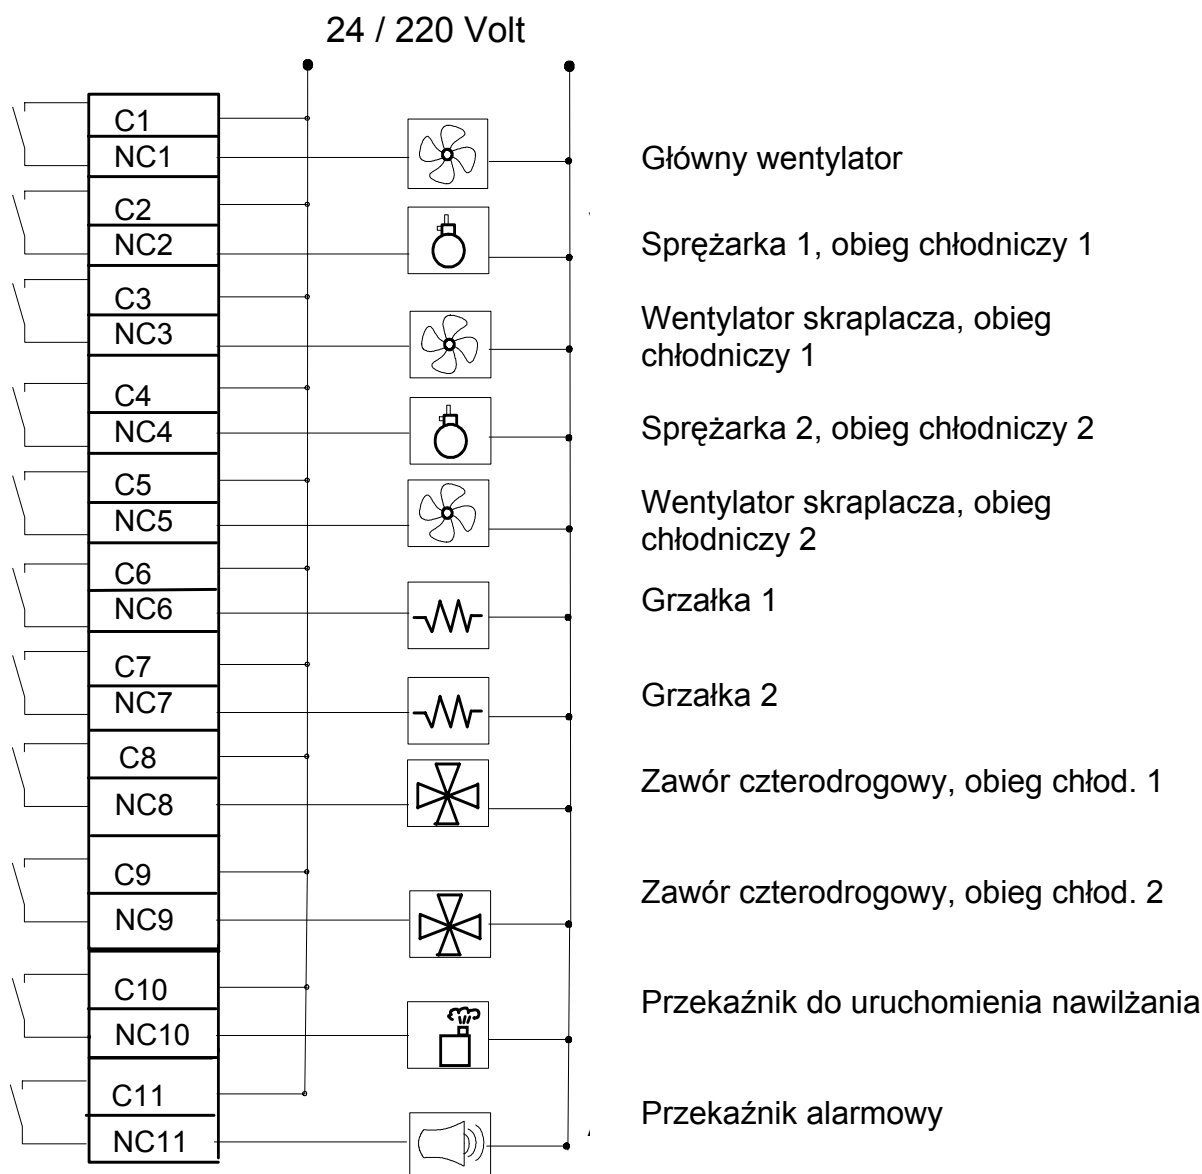 24 / 220 Volt
C1
NC1
Główny wentylator
C2
NC2
Sprężarka 1, obieg chłodniczy 1
C3
NC3
Wentylator skraplacza, obieg
chłodniczy 1
C4
NC4
Sprężarka 2, obieg chłodniczy 2
C5
NC5
Wentylator skraplacza, obieg
chłodniczy 2
C6
NC6
Grzałka 1
C7
NC7
Grzałka 2
C8
NC8
Zawór czterodrogowy, obieg chłod. 1
C9
NC9
Zawór czterodrogowy, obieg chłod. 2
C10
NC10
Przekaźnik do uruchomienia nawilżania
C11
NC11
Przekaźnik alarmowy